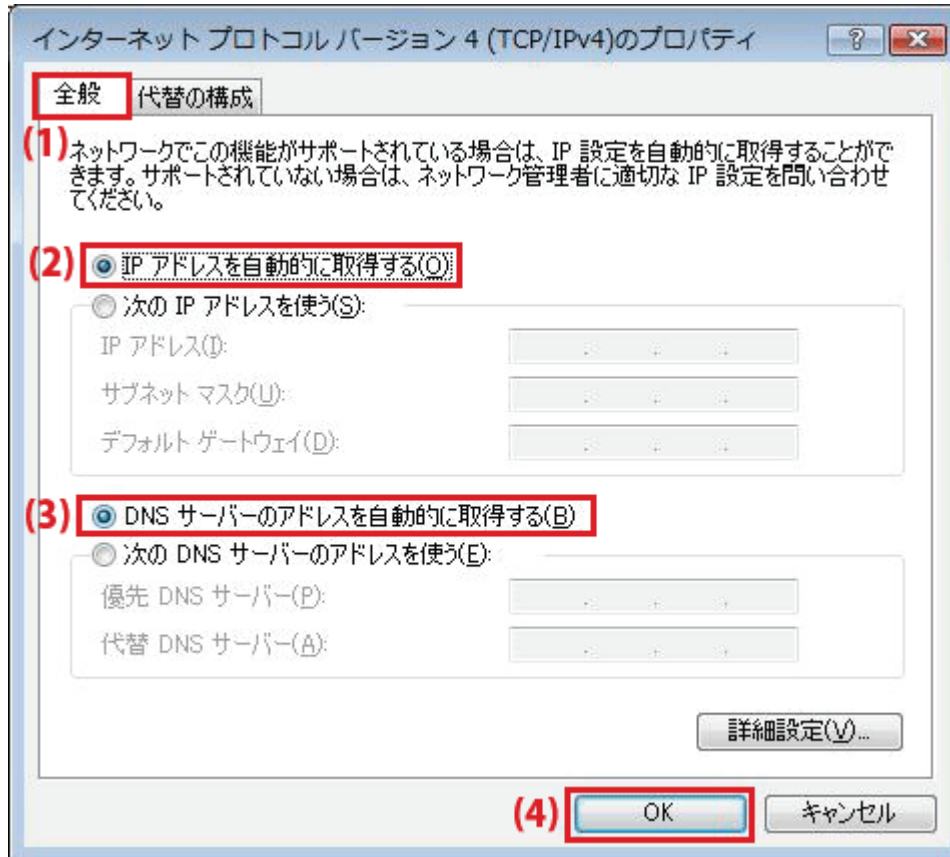 インターネット プロトコル バージョン 4 (TCP/IPv4)のプロパティ
全般
代替の構成
(1)
ネットワークでこの機能がサポートされている場合は、IP 設定を自動的に取得することがで
きます。サポートされていない場合は、ネットワーク管理者に適切な IP 設定を問い合わせ
てください。
(2) IP アドレスを自動的に取得する(O)
次の IP アドレスを使う(S):
IP アドレス(I):
サブネット マスク(U):
デフォルト ゲートウェイ(D):
(3) DNS サーバーのアドレスを自動的に取得する(B)
次の DNS サーバーのアドレスを使う(E):
優先 DNS サーバー(P):
代替 DNS サーバー(A):
詳細設定(V)...
(4) OK
キャンセル